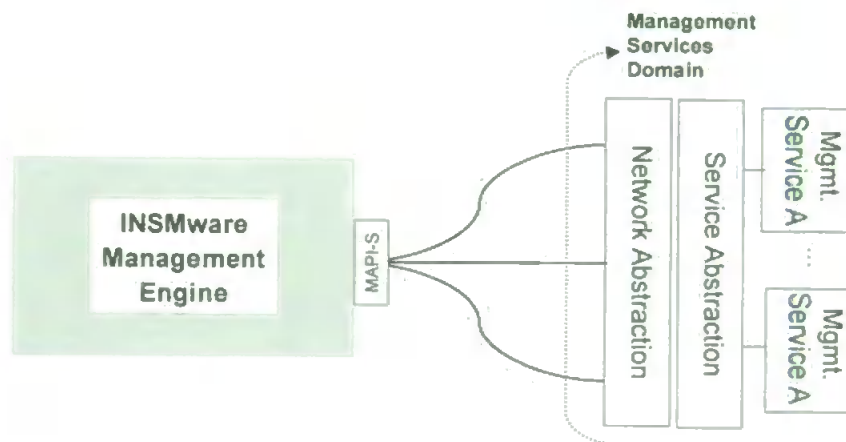 Management
Services
Domain
INSMware
Management
Engine
MAPI-S
Network Abstraction
Service Abstraction
Mgmt.
Service A
...
Mgmt.
Service A